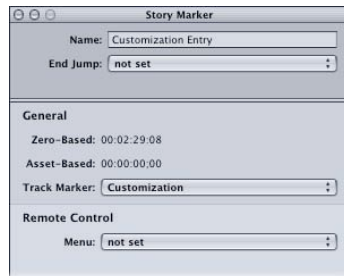 Story Marker
Name: Customization Entry
End Jump: not set
General
Zero-Based: 00:02:29:08
Asset-Based: 00:00:00;00
Track Marker: Customization
Remote Control
Menu: not set